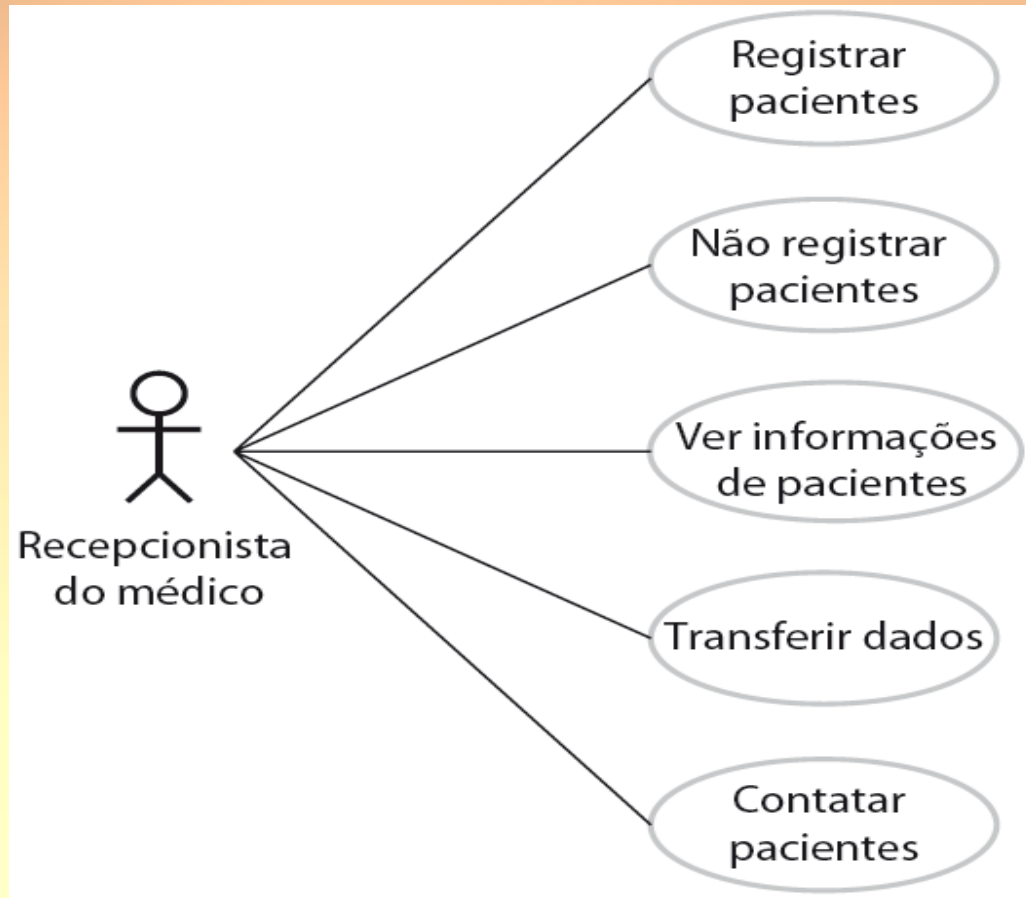 Registrar
pacientes
Não registrar
pacientes
Ver informações
de pacientes
Recepcionista
do médico
Transferir dados
Contatar
pacientes